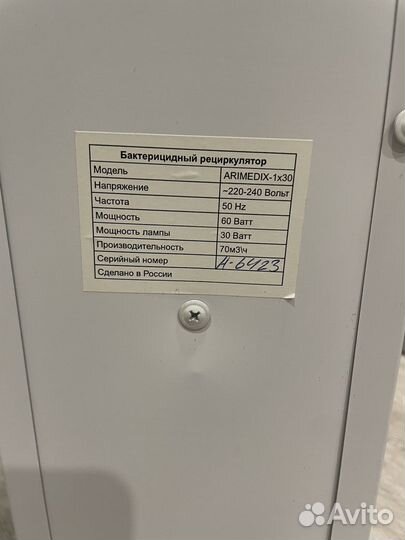 Бактерицидный рециркулятор
Модель ARIMEDIX-1x30
Напряжение ~220-240 Вольт
Частота 50 Hz
Мощность 60 Ватт
Мощность лампы 30 Ватт
Производительность 70м3\ч
Серийный номер А-6423
Сделано в России
Avito